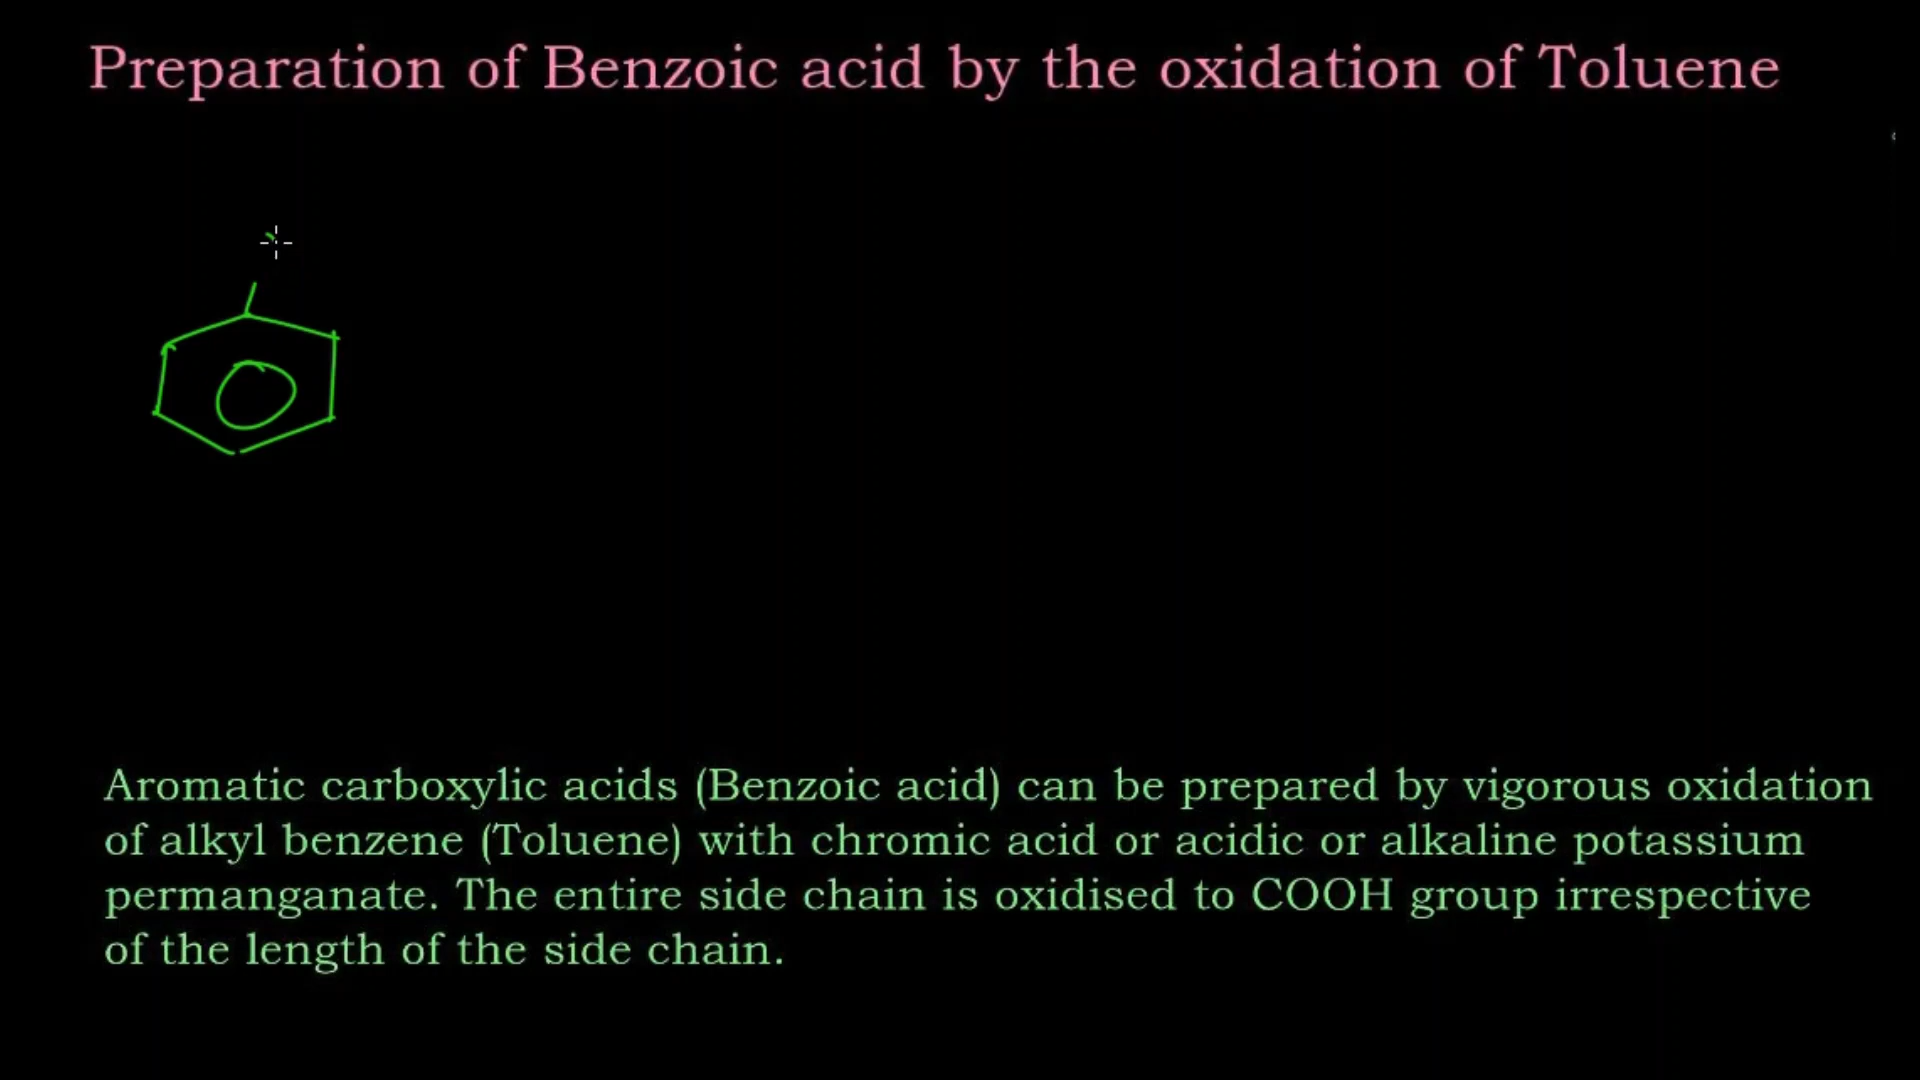 Preparation of Benzoic acid by the oxidation of Toluene
Aromatic carboxylic acids (Benzoic acid) can be prepared by vigorous oxidation
of alkyl benzene (Toluene) with chromic acid or acidic or alkaline potassium
permanganate. The entire side chain is oxidised to COOH group irrespective
of the length of the side chain.